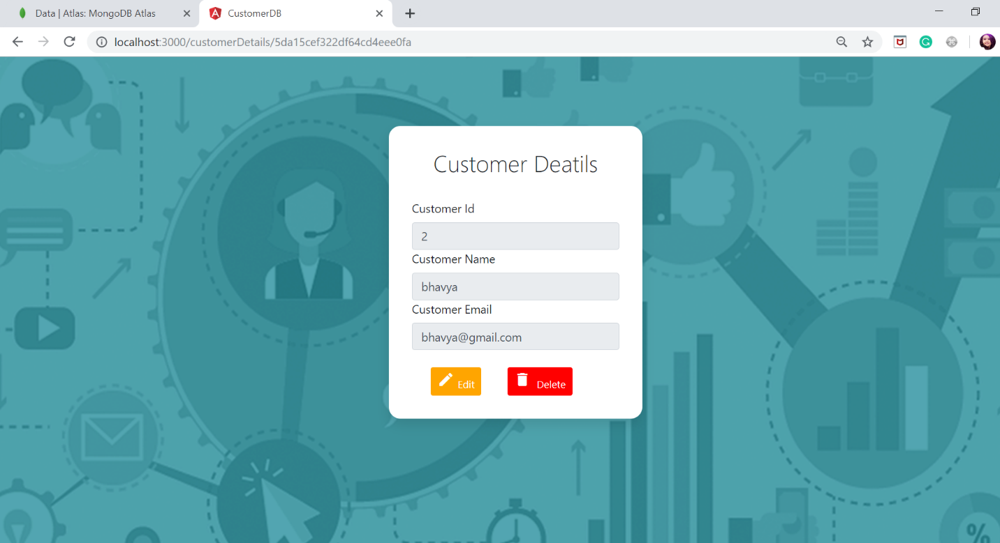 Data | Atlas: MongoDB Atlas
CustomerDB
localhost:3000/customerDetails/5da15cef322df64cd4eee0fa
Customer Deatils
Customer Id
2
Customer Name
bhavya
Customer Email
bhavya@gmail.com
Edit
Delete
%